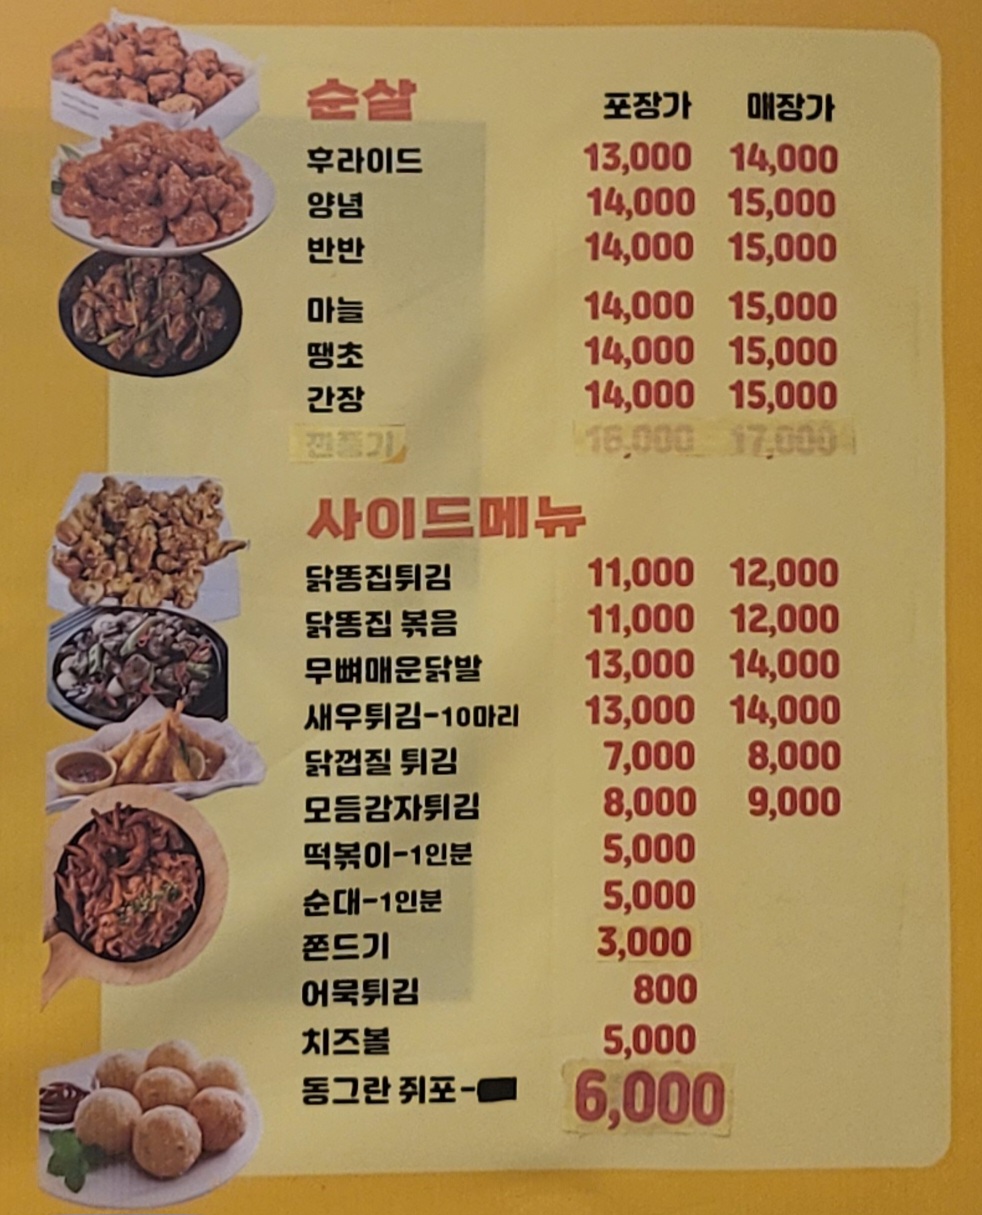 순살 포장가 매장가
후라이드 13,000 14,000
양념 14,000 15,000
반반 14,000 15,000
마늘 14,000 15,000
땡초 14,000 15,000
간장 14,000 15,000
사이드메뉴
닭똥집튀김 11,000 12,000
닭똥집 볶음 11,000 12,000
무뼈매운닭발 13,000 14,000
새우튀김-10마리 13,000 14,000
닭껍질 튀김 7,000 8,000
모등감자튀김 8,000 9,000
떡볶이-1인분 5,000
순대-1인분 5,000
쫀드기 3,000
어묵튀김 800
치즈볼 5,000
동그란 쥐포- 6,000